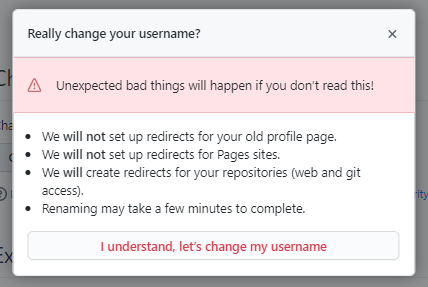 Really change your username?
Unexpected bad things will happen if you don't read this!
We will not set up redirects for your old profile page.
We will not set up redirects for Pages sites.
We will create redirects for your repositories (web and git
access).
Renaming may take a few minutes to complete.
I understand, let's change my username